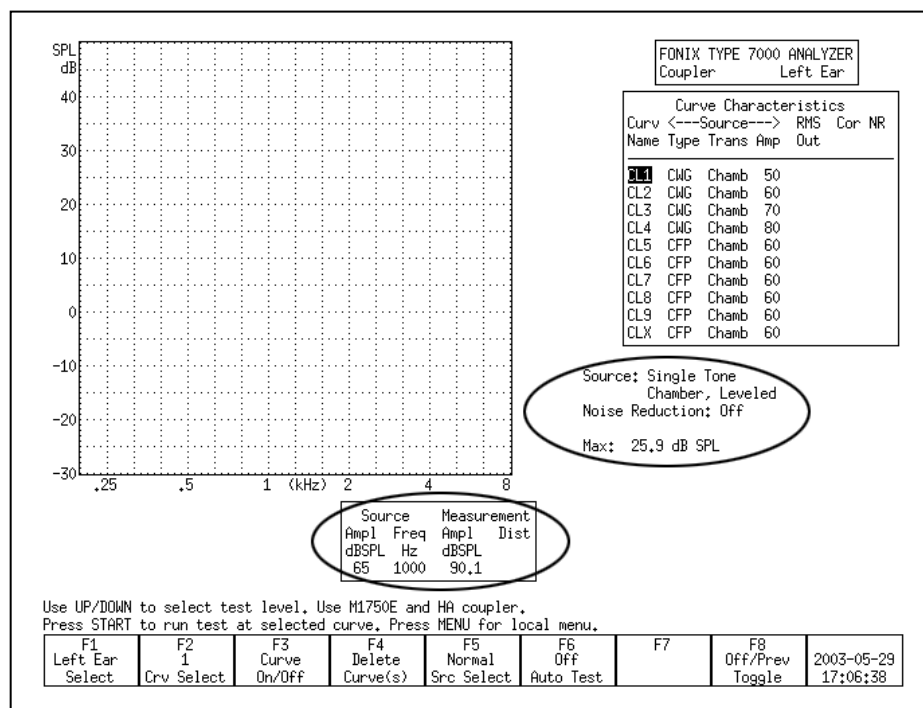 SPL
dB
40
30
20
10
0
-10
-20
-30
.25 .5 1 (kHz) 2 4 8
FONIX TYPE 7000 ANALYZER
Coupler Left Ear
Curve Characteristics
Curv <---Source---> RMS Cor NR
Name Type Trans Amp Out
CL1 CWG Chamb 50
CL2 CWG Chamb 60
CL3 CWG Chamb 70
CL4 CWG Chamb 80
CL5 CFP Chamb 60
CL6 CFP Chamb 60
CL7 CFP Chamb 60
CL8 CFP Chamb 60
CL9 CFP Chamb 60
CLX CFP Chamb 60
Source: Single Tone
Chamber, Leveled
Noise Reduction: Off
Max: 25.9 dB SPL
Source Measurement
Ampl Freq Ampl Dist
dBSPL Hz dBSPL
65 1000 90.1
Use UP/DOWN to select test level. Use M1750E and HA coupler.
Press START to run test at selected curve. Press MENU for local menu.
F1 F2 F3 F4 F5 F6 F7 F8
Left Ear 1 Curve Delete Normal Off Off/Prev 2003-05-29
Select Crv Select On/Off Curve(s) Src Select Auto Test Toggle 17:06:38